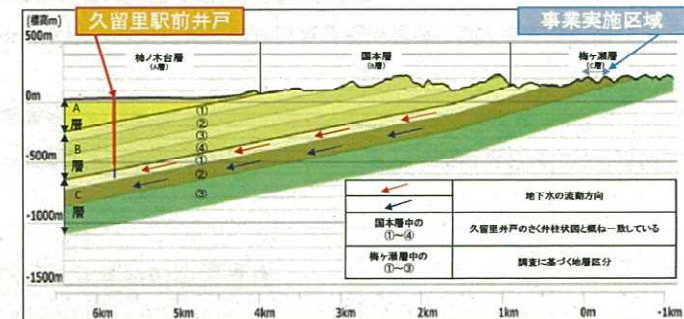 久留里駅前井戸
事業実施区域
(標高m)
500m
0m
-500m
-1000m
-1500m
柿ノ木台層
(A層)
国本層
(B層)
梅ヶ瀬層
(C層)
A
層
B
層
C
層
①
②
③
④
①
②
③
地下水の流動方向
国本層中の
①~④
久留里井戸のさく井柱状図と概ね一致している
梅ヶ瀬層中の
①~③
調査に基づく地層区分
6km
5km
4km
3km
2km
1km
0m
-1km